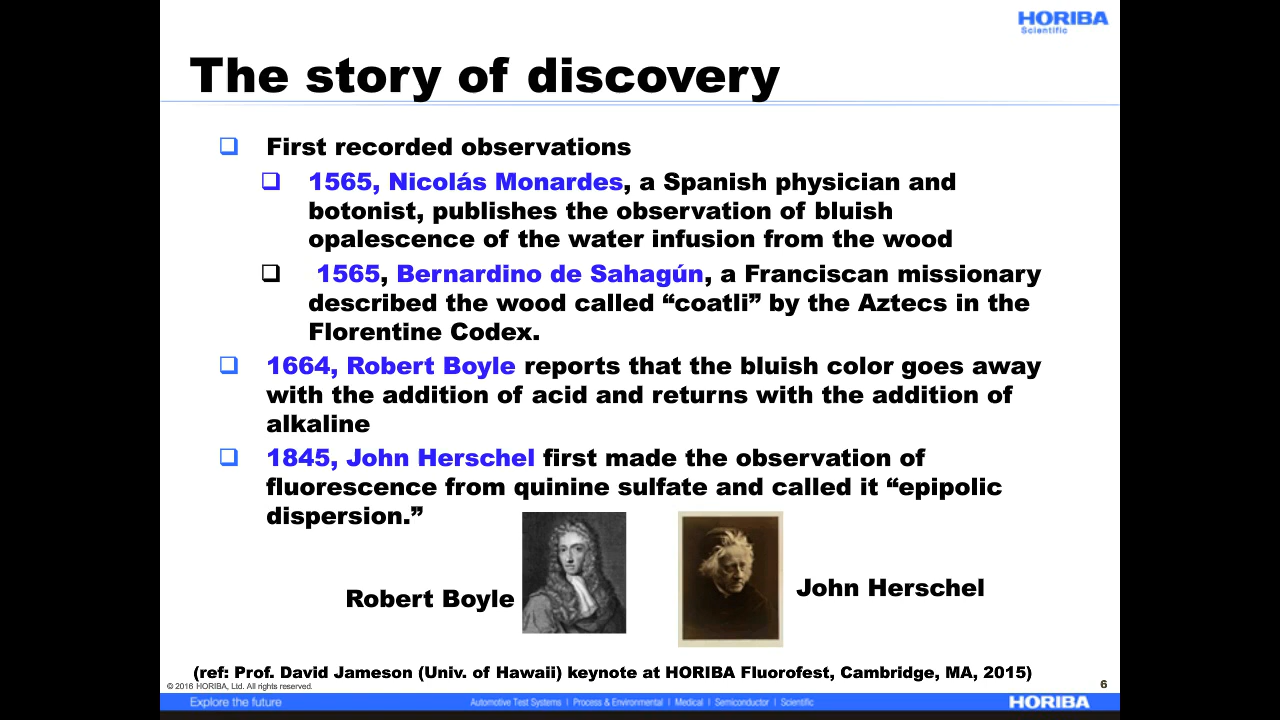 HORIBA
Scientific
The story of discovery
❑ First recorded observations
❑ 1565, Nicolás Monardes, a Spanish physician and
botonist, publishes the observation of bluish
opalescence of the water infusion from the wood
❑ 1565, Bernardino de Sahagún, a Franciscan missionary
described the wood called “coatli” by the Aztecs in the
Florentine Codex.
❑ 1664, Robert Boyle reports that the bluish color goes away
with the addition of acid and returns with the addition of
alkaline
❑ 1845, John Herschel first made the observation of
fluorescence from quinine sulfate and called it “epipolic
dispersion.”
Robert Boyle
John Herschel
(ref: Prof. David Jameson (Univ. of Hawaii) keynote at HORIBA Fluorofest, Cambridge, MA, 2015)
© 2016 HORIBA, Ltd. All rights reserved.
6
Explore the future
Automotive Test Systems | Process & Environmental | Medical | Semiconductor | Scientific
HORIBA